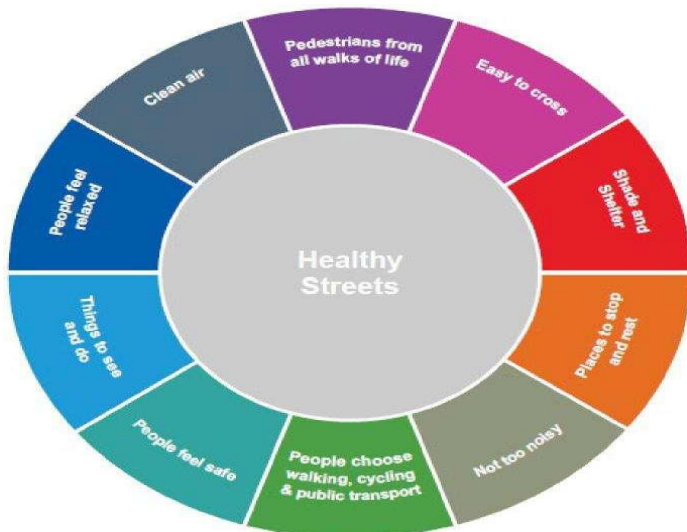 Pedestrians from
all walks of life
Easy to cross
Shade and
Shelter
Places to stop
and rest
Not too noisy
People choose
walking, cycling
& public transport
People feel safe
Things to see
and do
People feel
relaxed
Clean air
Healthy
Streets